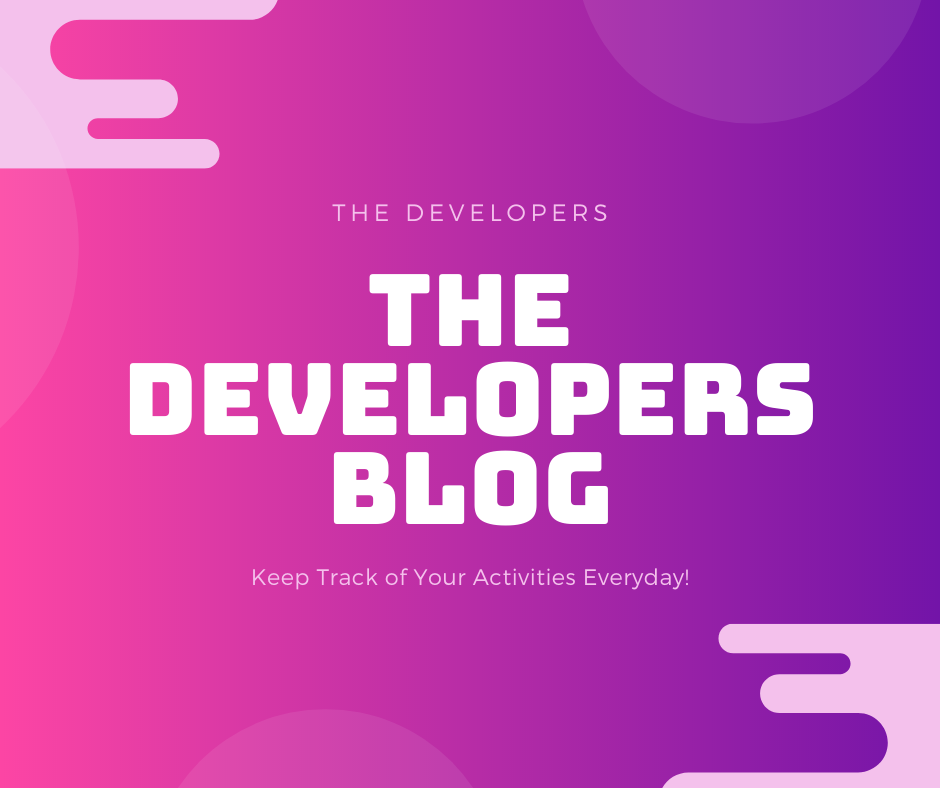 THE DEVELOPERS
THE
DEVELOPERS
BLOG
Keep Track of Your Activities Everyday!